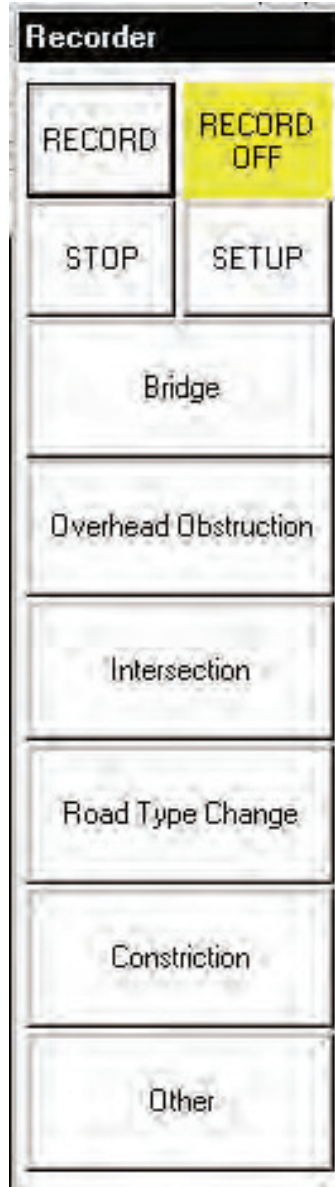 Recorder
RECORD
RECORD
OFF
STOP
SETUP
Bridge
Overhead Obstruction
Intersection
Road Type Change
Constriction
Other